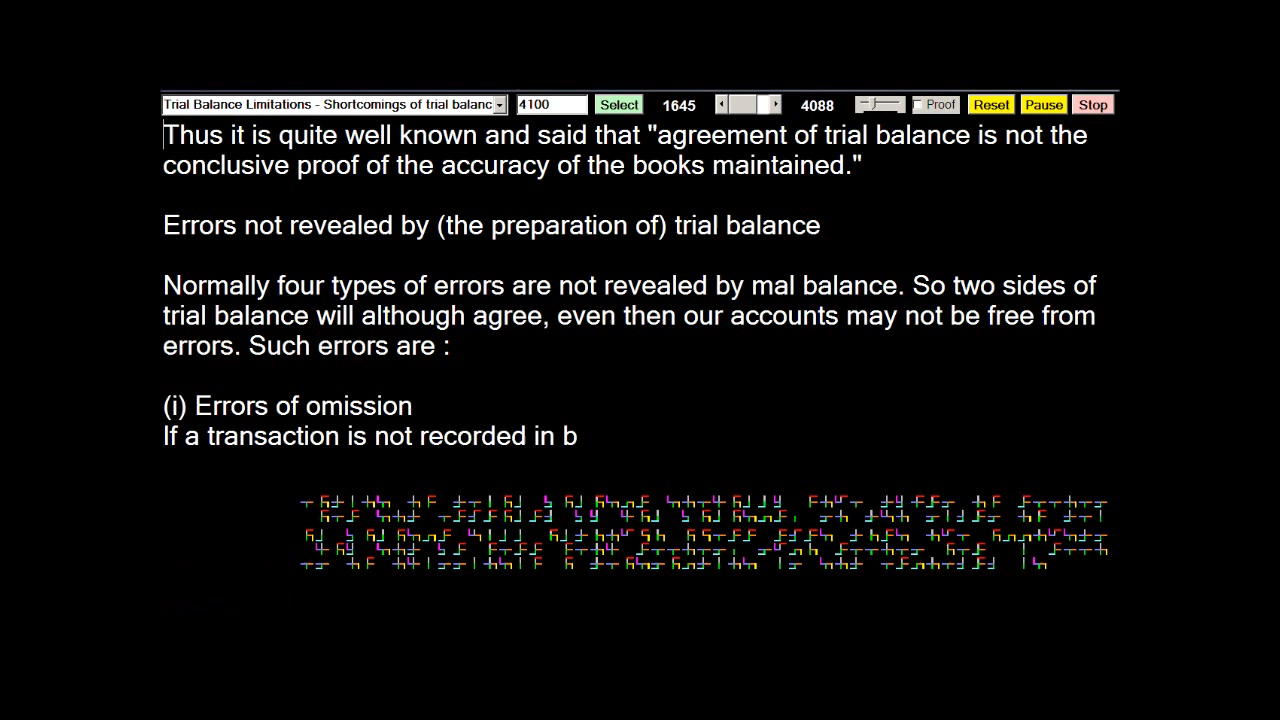 Trial Balance Limitations - Shortcomings of trial balanc 4100 Select 1645 4088 Proof Reset Pause Stop
Thus it is quite well known and said that "agreement of trial balance is not the
conclusive proof of the accuracy of the books maintained."
Errors not revealed by (the preparation of) trial balance
Normally four types of errors are not revealed by mal balance. So two sides of
trial balance will although agree, even then our accounts may not be free from
errors. Such errors are :
(i) Errors of omission
If a transaction is not recorded in b